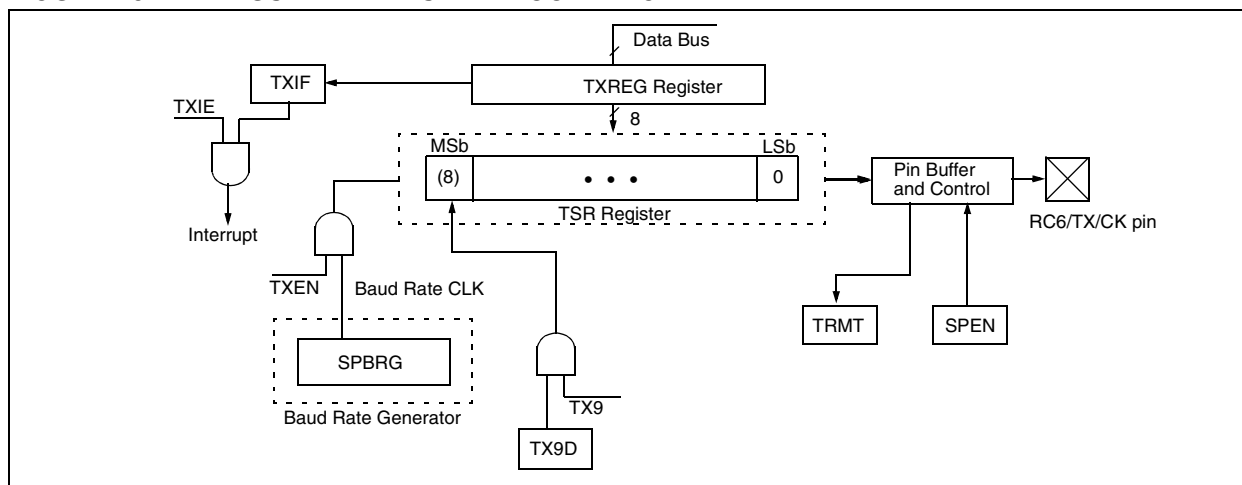 Data Bus
TXIF
TXREG Register
TXIE
8
MSb
LSb
(8)
• • •
0
Pin Buffer
and Control
TSR Register
Interrupt
RC6/TX/CK pin
TXEN
Baud Rate CLK
TRMT
SPEN
SPBRG
TX9
Baud Rate Generator
TX9D